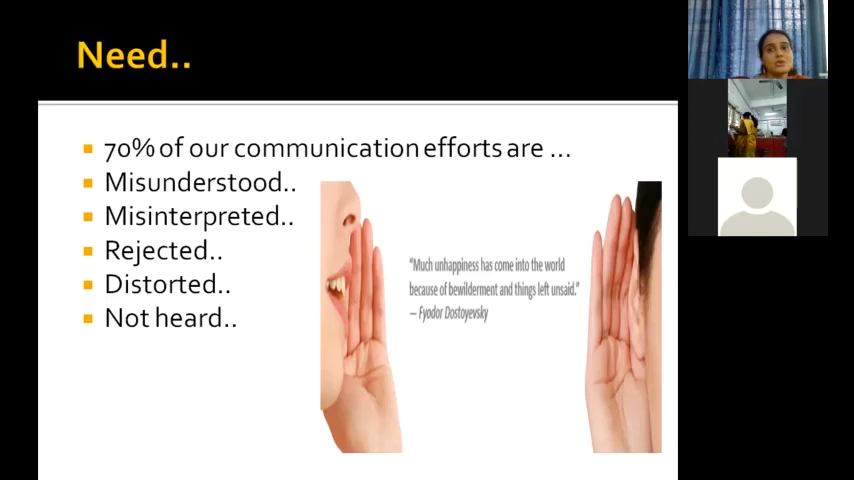 Need..
70% of our communication efforts are ...
Misunderstood..
Misinterpreted..
Rejected..
Distorted..
Not heard..
“Much unhappiness has come into the world
because of bewilderment and things left unsaid.”
– Fyodor Dostoyevsky